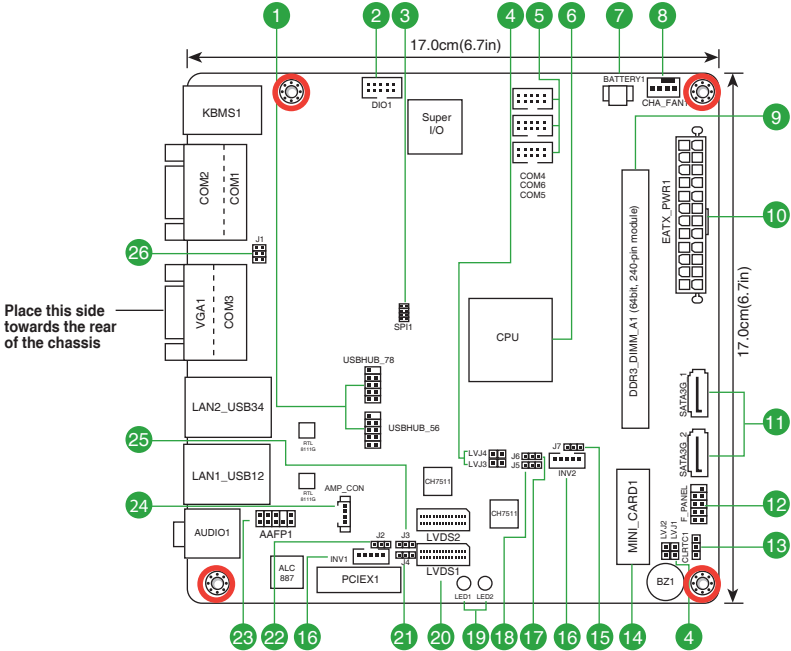 1
2
3
4
5
6
7
8
17.0cm(6.7in)
BATTERY1
CHA_FAN1
DIO1
KBMS1
Super
I/O
9
COM2
COM1
COM4
COM6
COM5
DDR3_DIMM_A1 (64bit, 240-pin module)
EATX_PWR1
10
26
J1
17.0cm(6.7in)
Place this side
towards the rear
of the chassis
VGA1
COM3
SPI1
CPU
USBHUB_78
SATA3G_1
LAN2_USB34
USBHUB_56
11
25
RTL
8111G
LVJ4
LVJ3
J6
J5
J7
INV2
SATA3G_2
LAN1_USB12
RTL
8111G
AMP_CON
CH7511
CH7511
MINI_CARD1
F_PANEL
12
24
AUDIO1
AAFP1
J2
J3
J4
LVDS2
LVJ2
LVJ1
CLRTC1
13
INV1
LVDS1
ALC
887
PCIEX1
LED1
LED2
BZ1
23
22
16
21
20
19
18
17
16
15
14
4